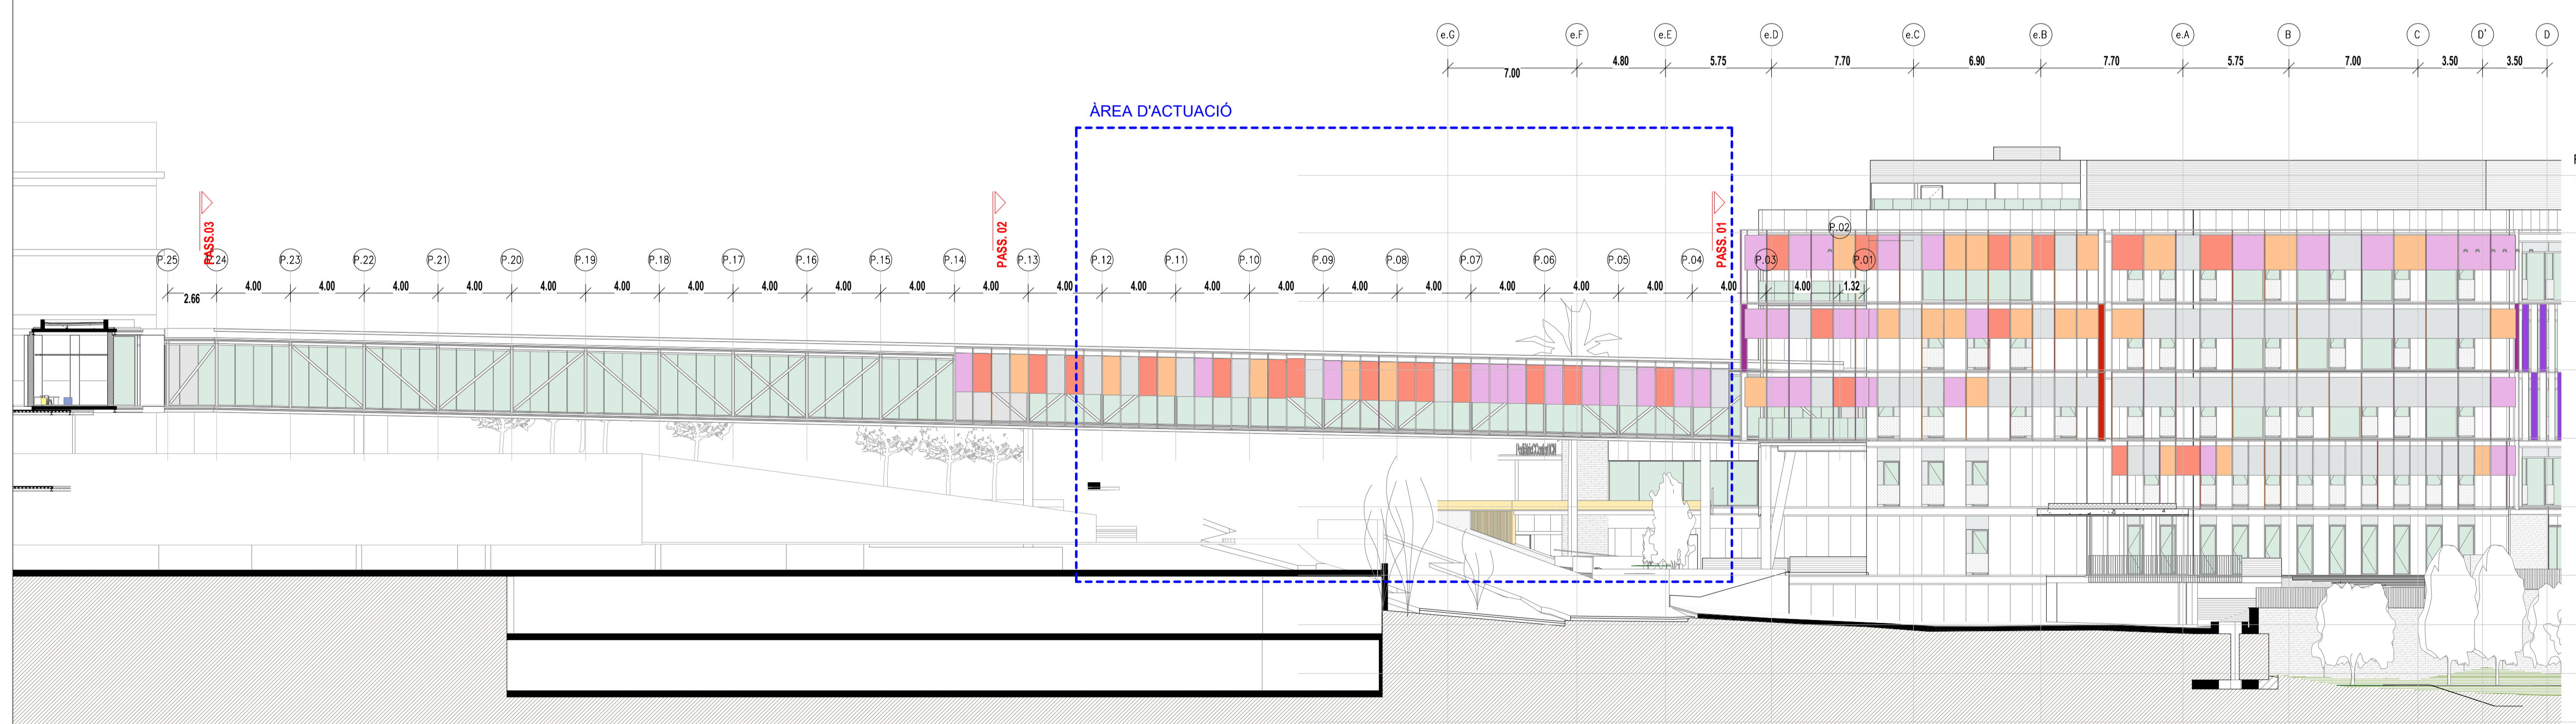 e.G e.F e.E e.D e.C e.B e.A B C D' D
7.00 4.80 5.75 7.70 6.90 7.70 5.75 7.00 3.50 3.50
ÀREA D'ACTUACIÓ
PASS.03 PASS. 02 PASS. 01
P.02
P.25 P.24 P.23 P.22 P.21 P.20 P.19 P.18 P.17 P.16 P.15 P.14 P.13 P.12 P.11 P.10 P.09 P.08 P.07 P.06 P.05 P.04 P.03 P.01
2.66 4.00 4.00 4.00 4.00 4.00 4.00 4.00 4.00 4.00 4.00 4.00 4.00 4.00 4.00 4.00 4.00 4.00 4.00 4.00 4.00 4.00 4.00 1.32